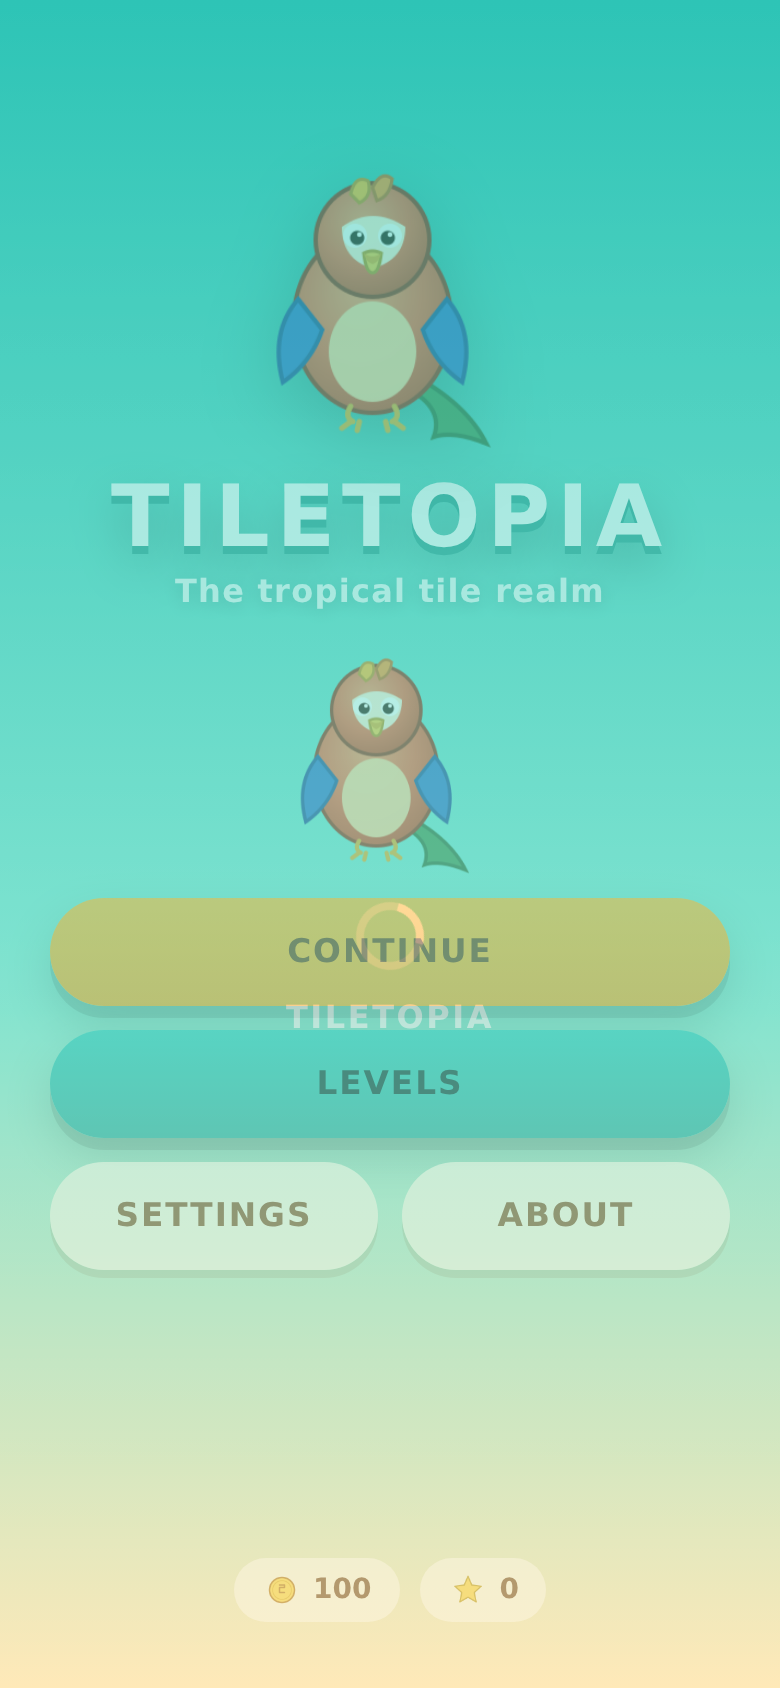 TILETOPIA
The tropical tile realm
CONTINUE
TILETOPIA
LEVELS
SETTINGS ABOUT
100 0